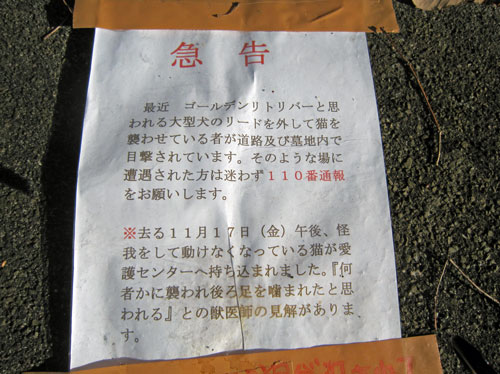 急告
最近　ゴールデンリトリバーと思
われる大型犬のリードを外して猫を
襲わせている者が道路及び墓地内で
目撃されています。そのような場に
遭遇された方は迷わず１１０番通報
をお願いします。
※去る１１月１７日（金）午後、怪
我をして動けなくなっている猫が愛
護センターへ持ち込まれました。『何
者かに襲われ後ろ足を噛まれたと思
われる』との獣医師の見解がありま
す。